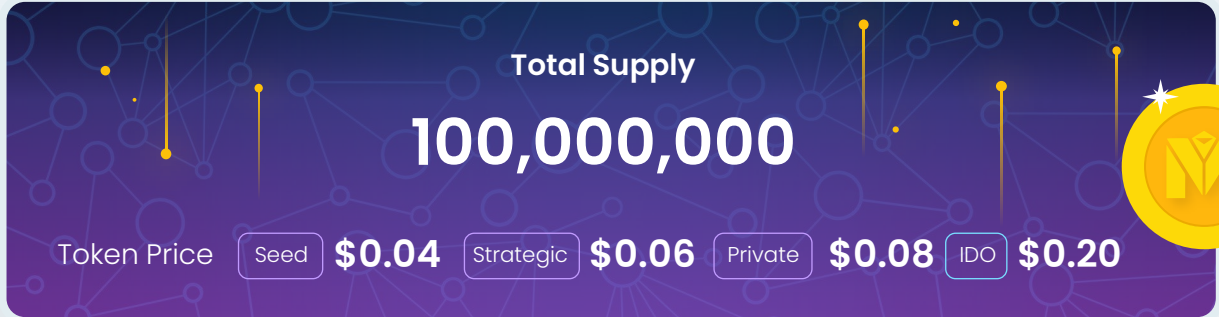 Total Supply
100,000,000
Token Price Seed $0.04 Strategic $0.06 Private $0.08 IDO $0.20